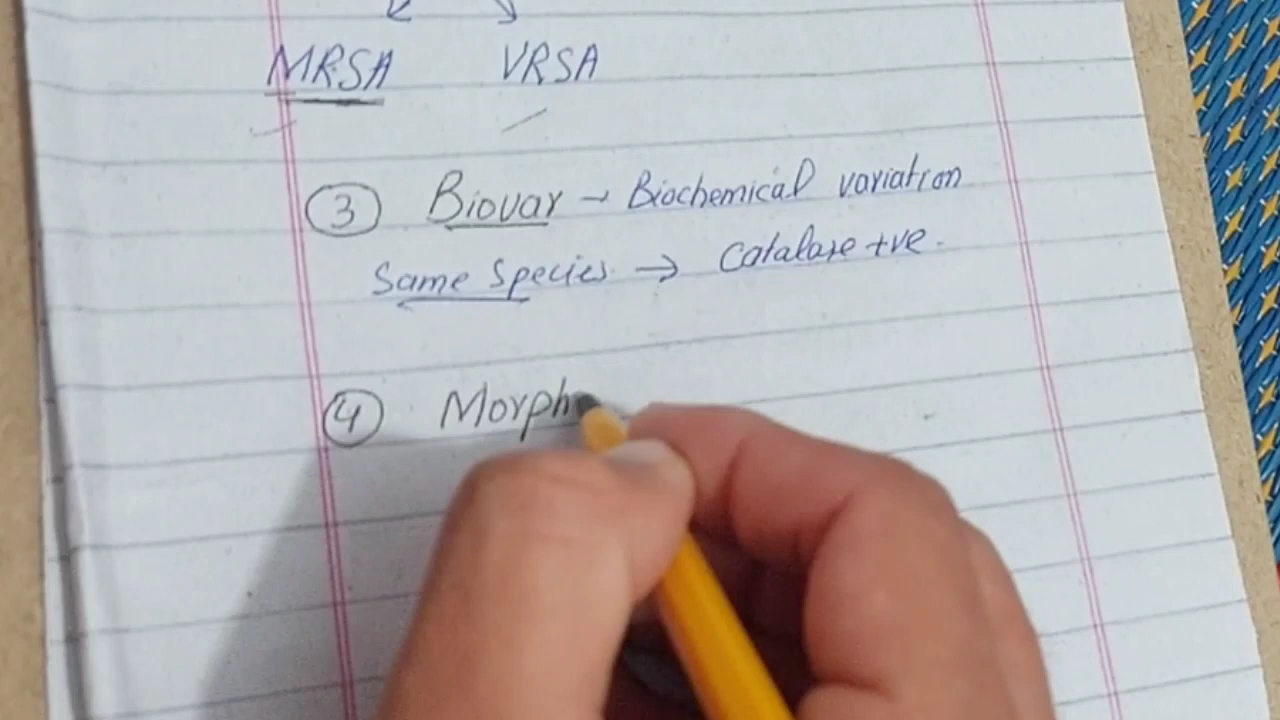 MRSA VRSA
3 Biovar → Biochemical variation
Same species → catalase +ve.
4 Morph